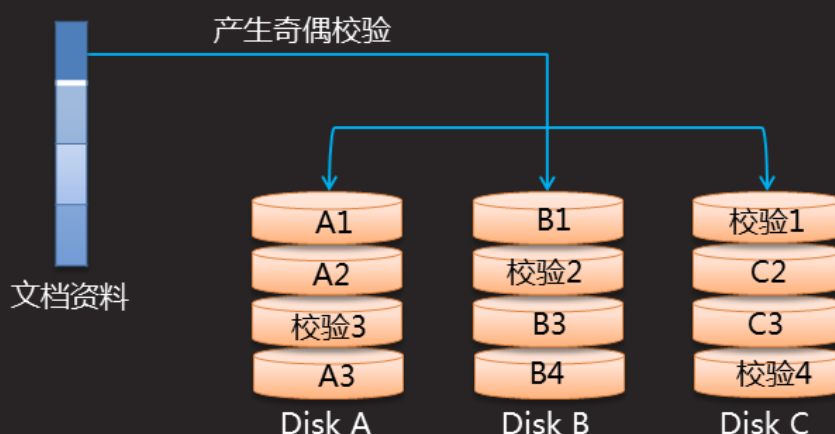 产生奇偶校验
A1 B1 校验1
A2 校验2 C2
校验3 B3 C3
A3 B4 校验4
文档资料
Disk A Disk B Disk C